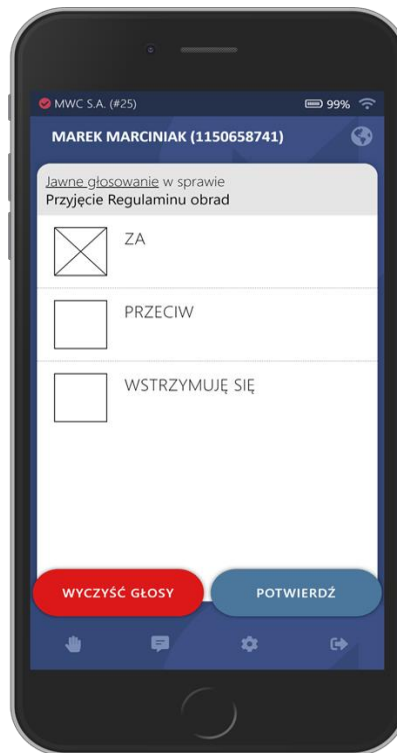 MWC S.A. (#25) 99%
MAREK MARCINIAK (1150658741)
Jawne głosowanie w sprawie
Przyjęcie Regulaminu obrad
ZA
PRZECIW
WSTRZYMUJĘ SIĘ
WYCZYŚĆ GŁOSY POTWIERDŹ